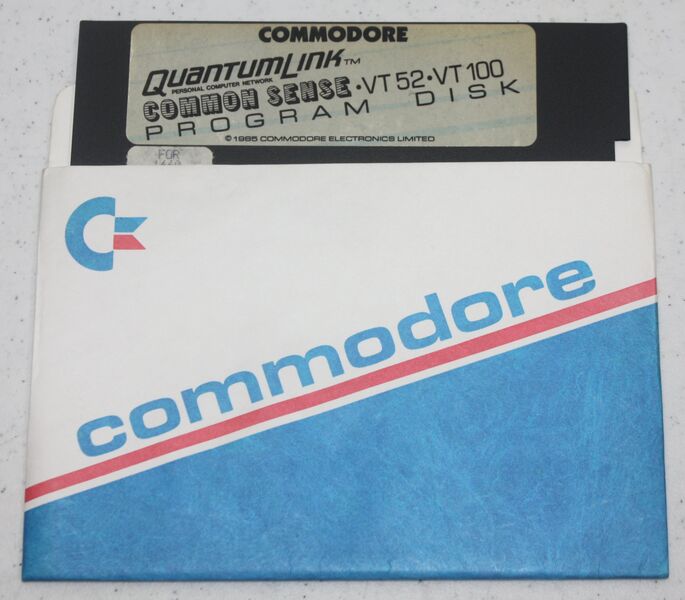 COMMODORE
QUANTUMLINK™
PERSONAL COMPUTER NETWORK
COMMON SENSE·VT 52·VT 100
PROGRAM DISK
©1985 COMMODORE ELECTRONICS LIMITED
FOR
commodore